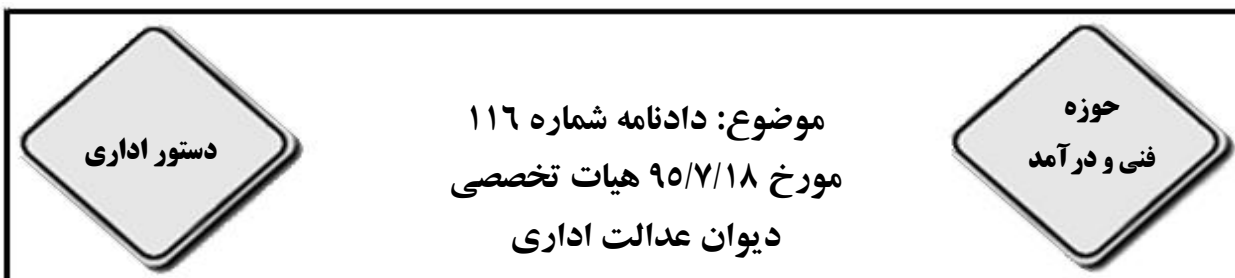 حوزه
فنی و درآمد
موضوع: دادنامه شماره ۱۱۶
مورخ ۹۵/۷/۱۸ هیات تخصصی
دیوان عدالت اداری
دستور اداری